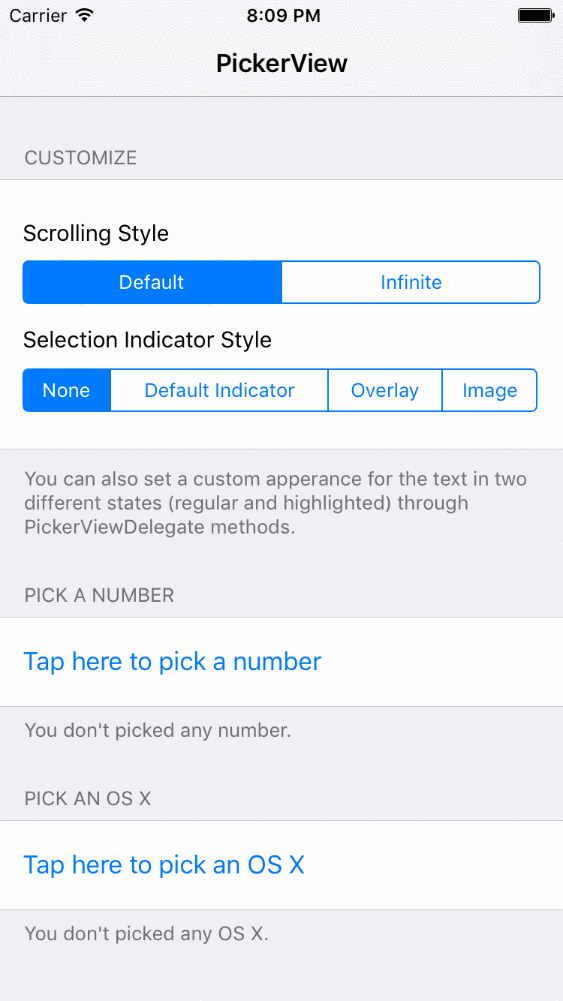 Carrier 8:09 PM
PickerView
CUSTOMIZE
Scrolling Style
Default Infinite
Selection Indicator Style
None Default Indicator Overlay Image
You can also set a custom apperance for the text in two
different states (regular and highlighted) through
PickerViewDelegate methods.
PICK A NUMBER
Tap here to pick a number
You don't picked any number.
PICK AN OS X
Tap here to pick an OS X
You don't picked any OS X.